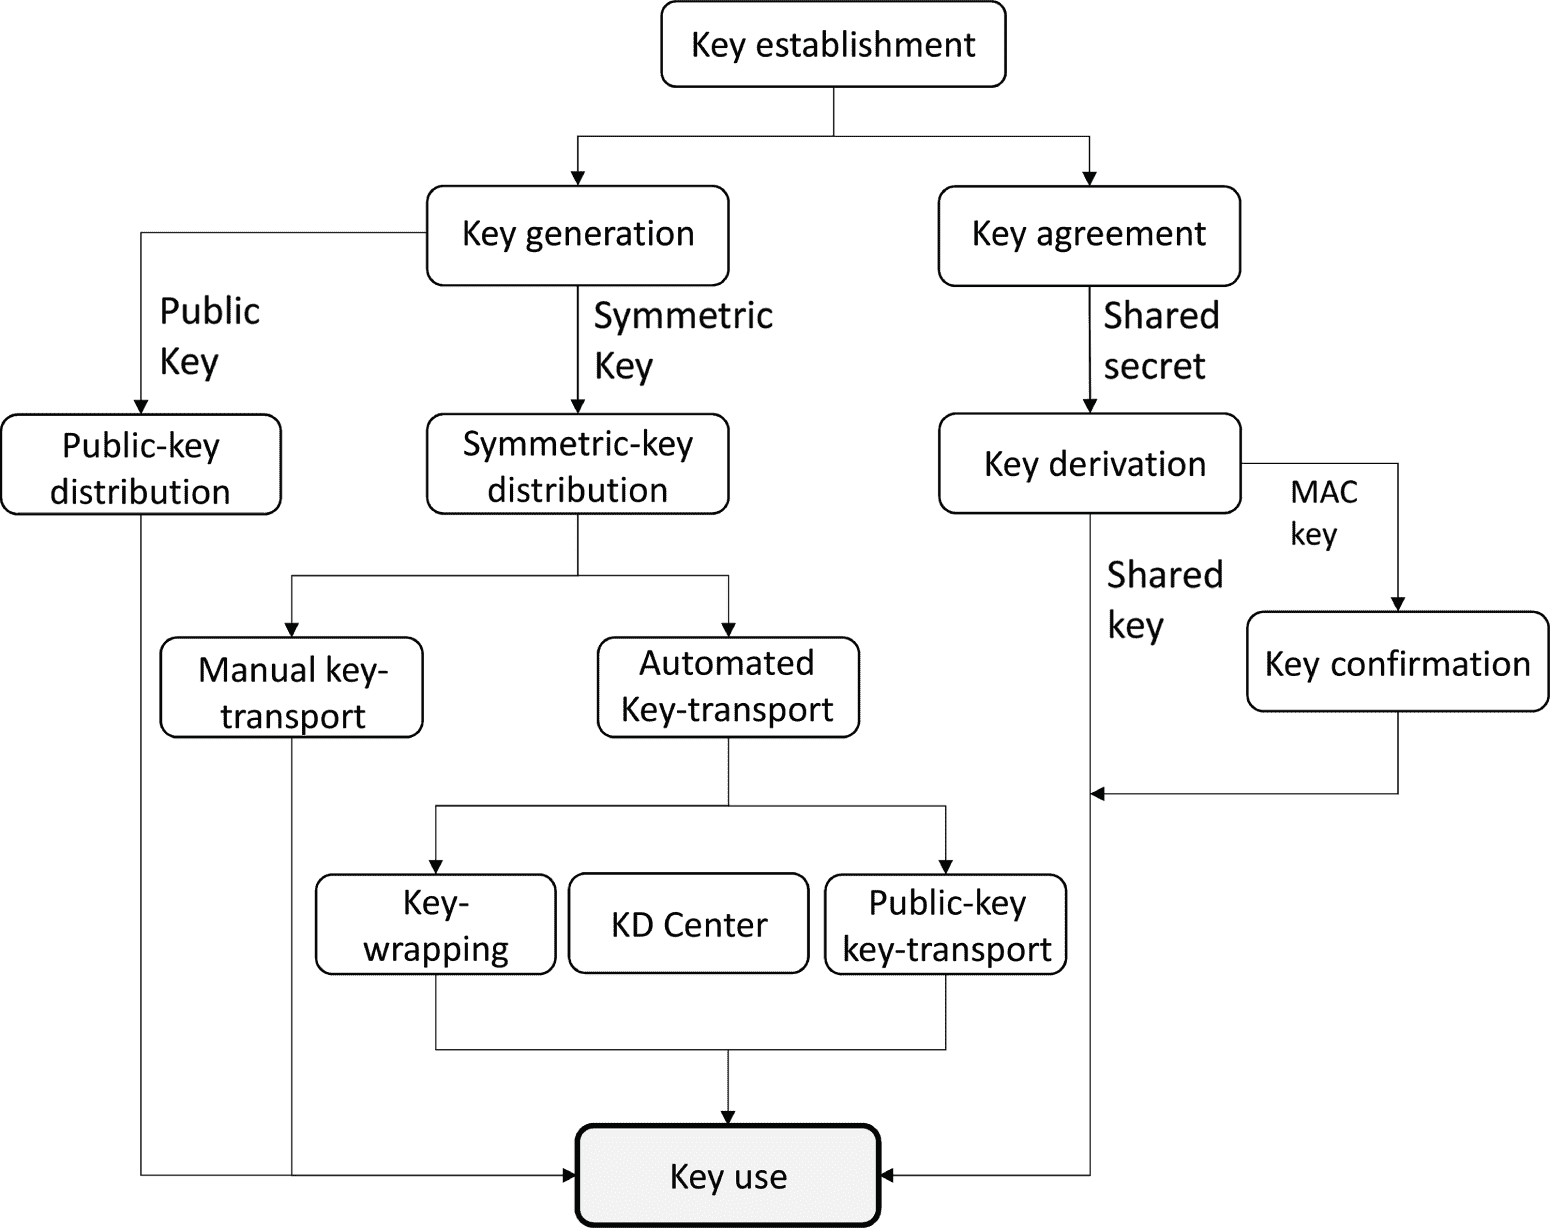 Key establishment
Key generation
Key agreement
Public
Key
Symmetric
Key
Shared
secret
Public-key
distribution
Symmetric-key
distribution
Key derivation
MAC
key
Shared
key
Manual key-
transport
Automated
Key-transport
Key confirmation
Key-
wrapping
KD Center
Public-key
key-transport
Key use